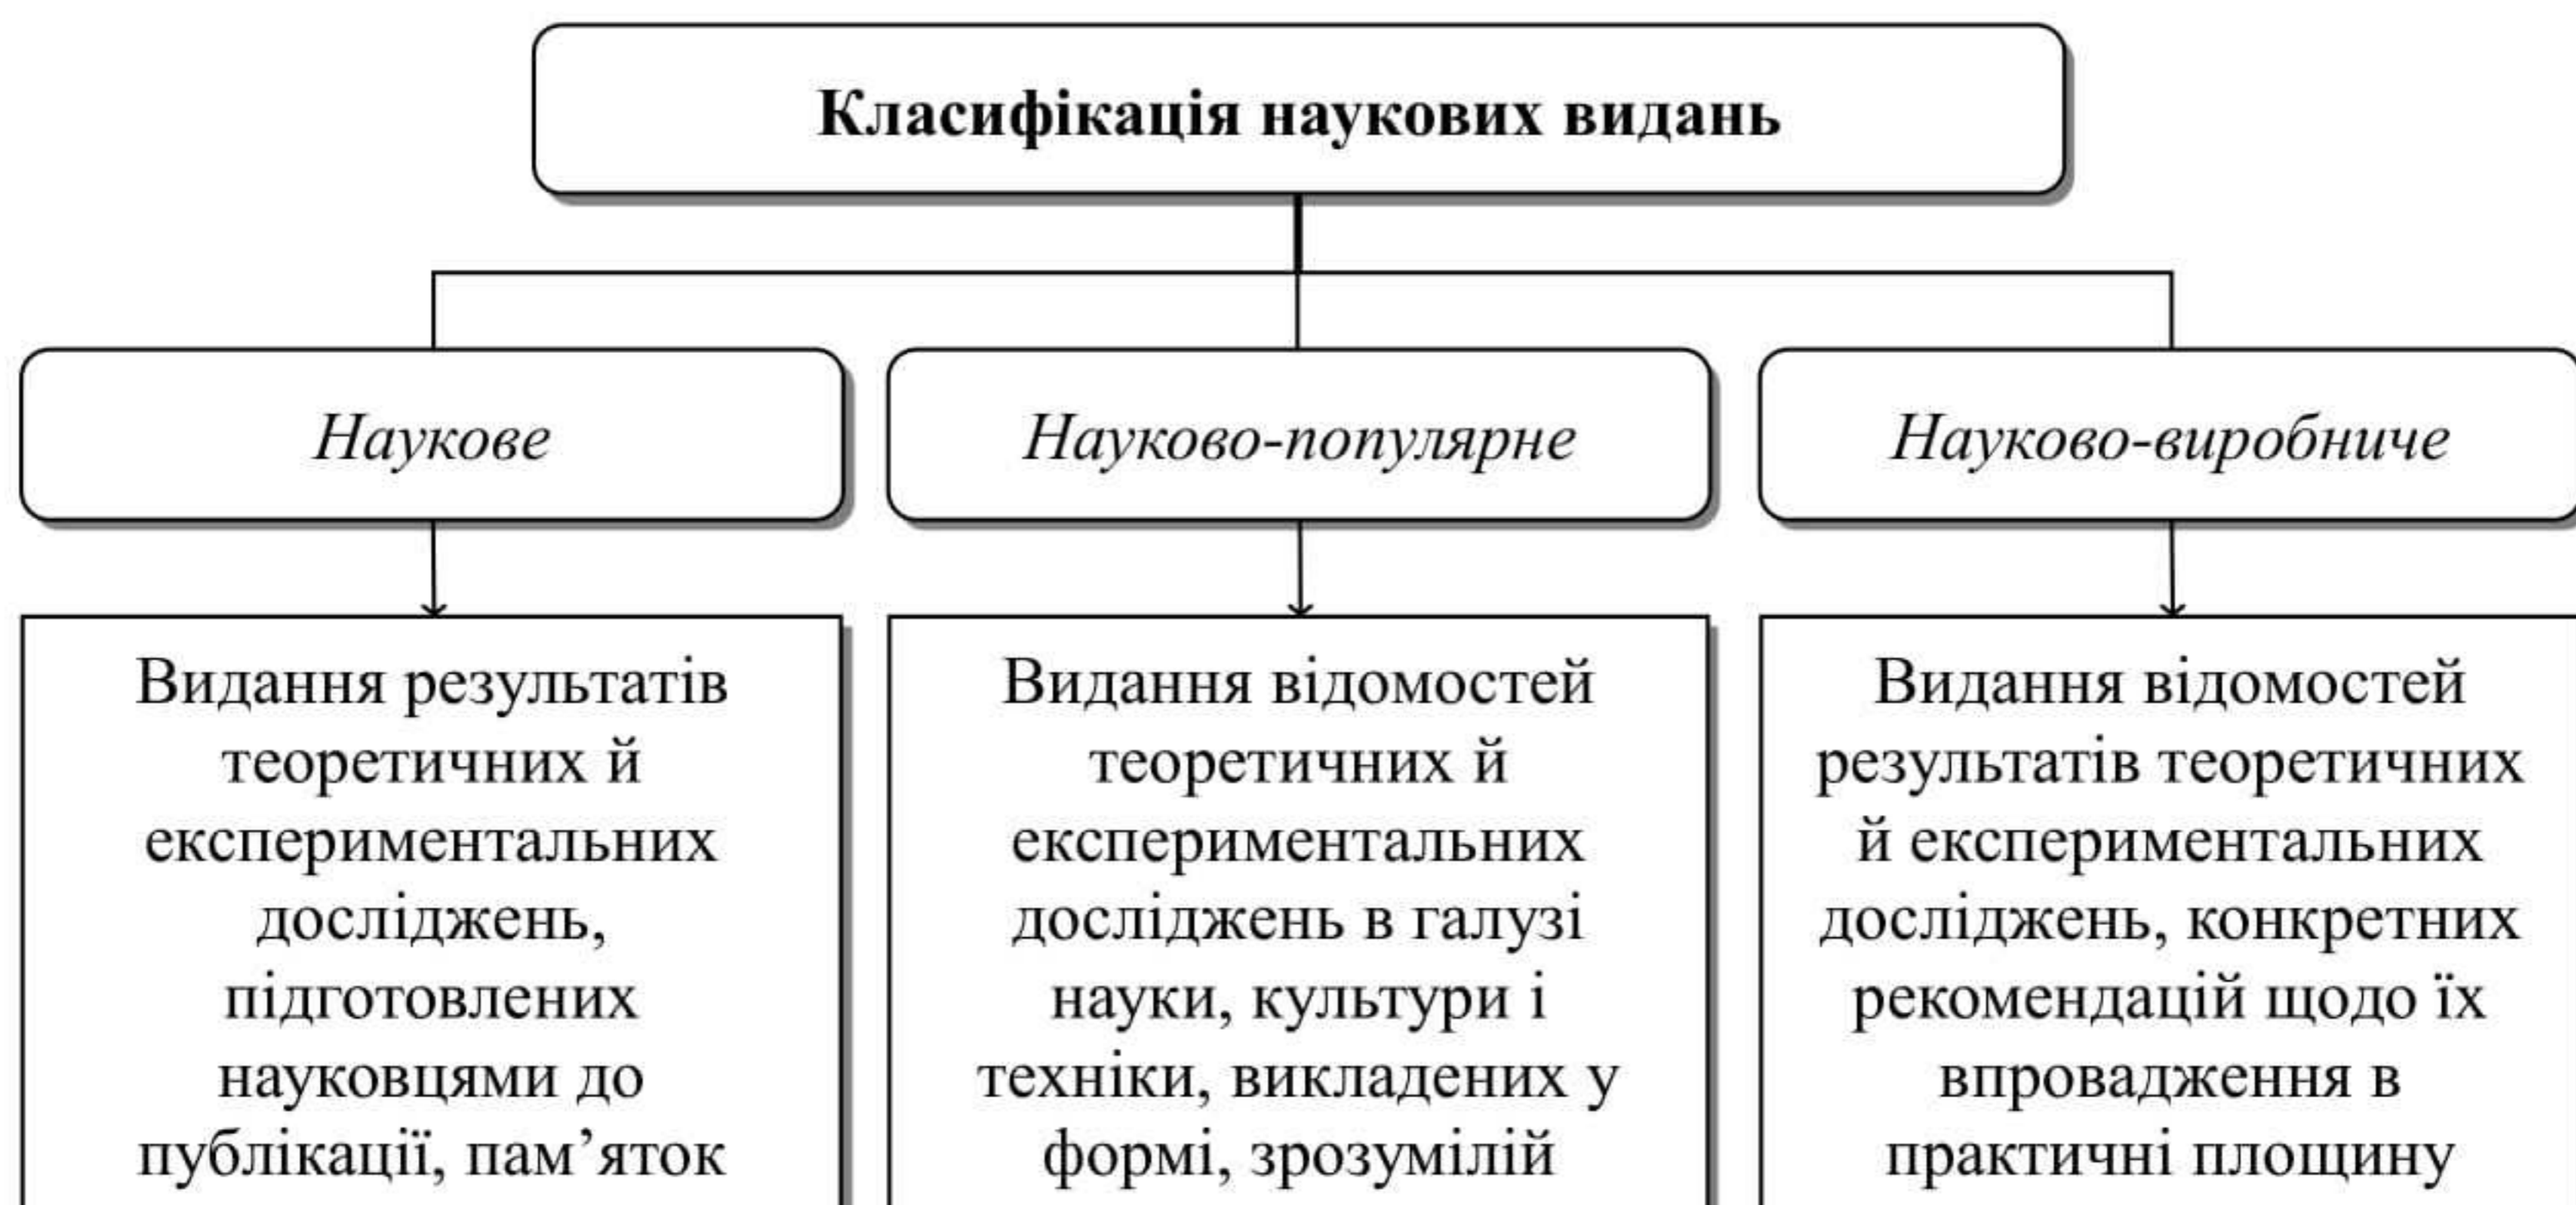 Класифікація наукових видань
Наукове
Науково-популярне
Науково-виробниче
Видання результатів
теоретичних й
експериментальних
досліджень,
підготовлених
науковцями до
публікації, пам’яток
Видання відомостей
теоретичних й
експериментальних
досліджень в галузі
науки, культури і
техніки, викладених у
формі, зрозумілій
Видання відомостей
результатів теоретичних
й експериментальних
досліджень, конкретних
рекомендацій щодо їх
впровадження в
практичні площину